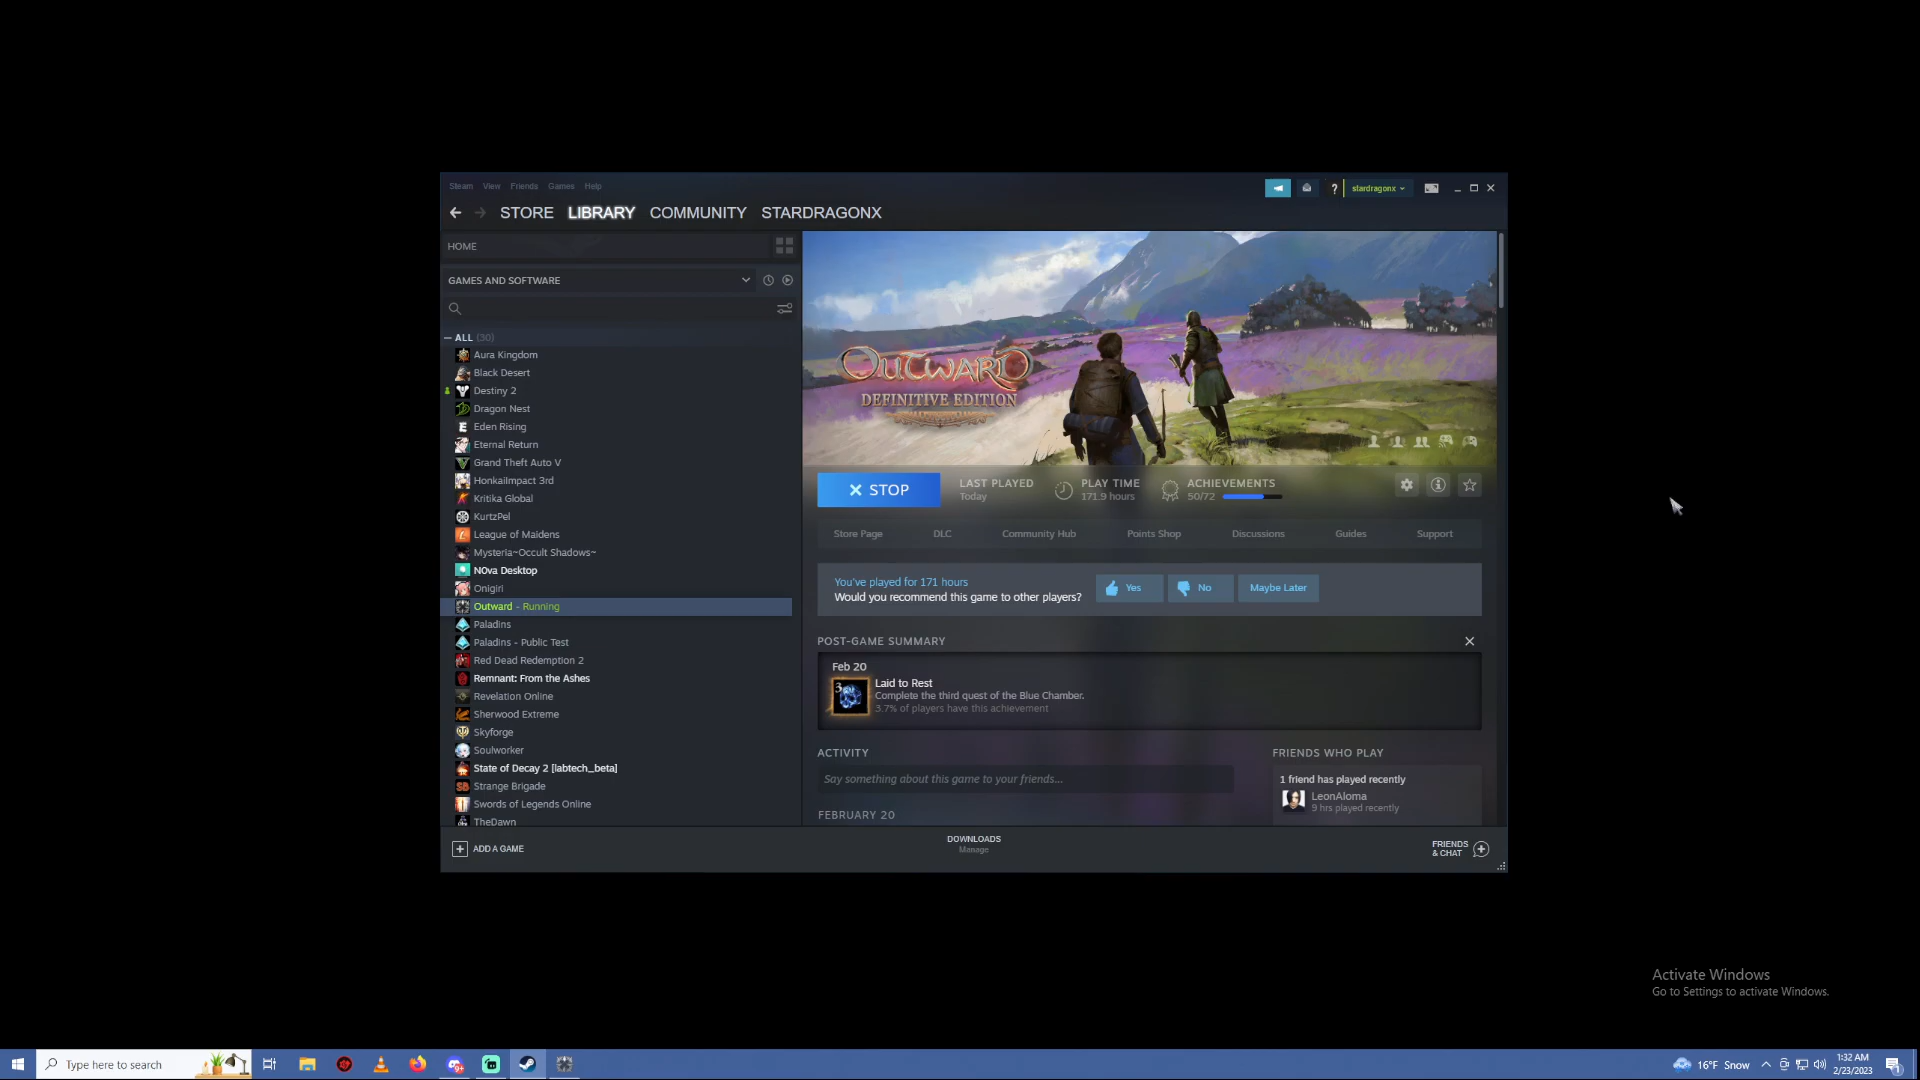 Steam View Friends Games Help
stardragonx
STORE LIBRARY COMMUNITY STARDRAGONX
HOME
GAMES AND SOFTWARE
ALL (30)
Aura Kingdom
Black Desert
Destiny 2
Dragon Nest
Eden Rising
Eternal Return
Grand Theft Auto V
HonkaiImpact 3rd
Kritika Global
KurtzPel
League of Maidens
Mysteria~Occult Shadows~
N0va Desktop
Onigiri
Outward - Running
Paladins
Paladins - Public Test
Red Dead Redemption 2
Remnant: From the Ashes
Revelation Online
Sherwood Extreme
Skyforge
Soulworker
State of Decay 2 [labtech_beta]
Strange Brigade
Swords of Legends Online
TheDawn
OUTWARD
DEFINITIVE EDITION
STOP
LAST PLAYED
Today
PLAY TIME
171.9 hours
ACHIEVEMENTS
50/72
Store Page DLC Community Hub Points Shop Discussions Guides Support
You've played for 171 hours
Would you recommend this game to other players?
Yes No Maybe Later
POST-GAME SUMMARY
Feb 20
3
Laid to Rest
Complete the third quest of the Blue Chamber.
3.7% of players have this achievement
ACTIVITY
Say something about this game to your friends...
FEBRUARY 20
FRIENDS WHO PLAY
1 friend has played recently
LeonAloma
9 hrs played recently
ADD A GAME
DOWNLOADS
Manage
FRIENDS
& CHAT
Activate Windows
Go to Settings to activate Windows.
Type here to search
9+
16°F Snow
1:32 AM
2/23/2023
1